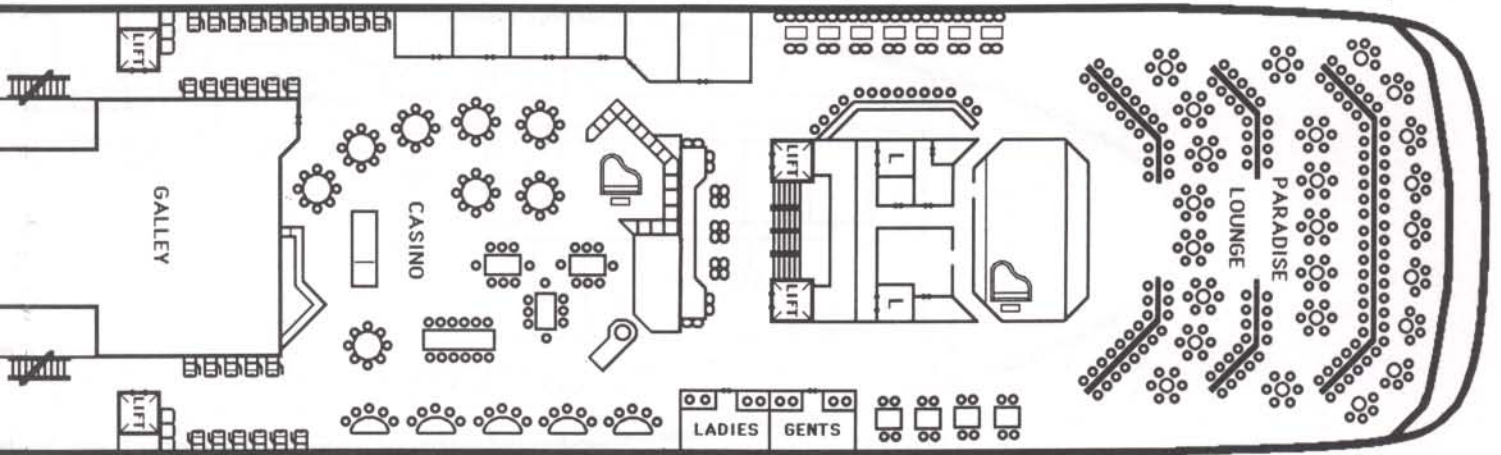 LIFT
GALLEY
LIFT
CASINO
LIFT
LIFT
L
L
LADIES
GENTS
PARADISE
LOUNGE